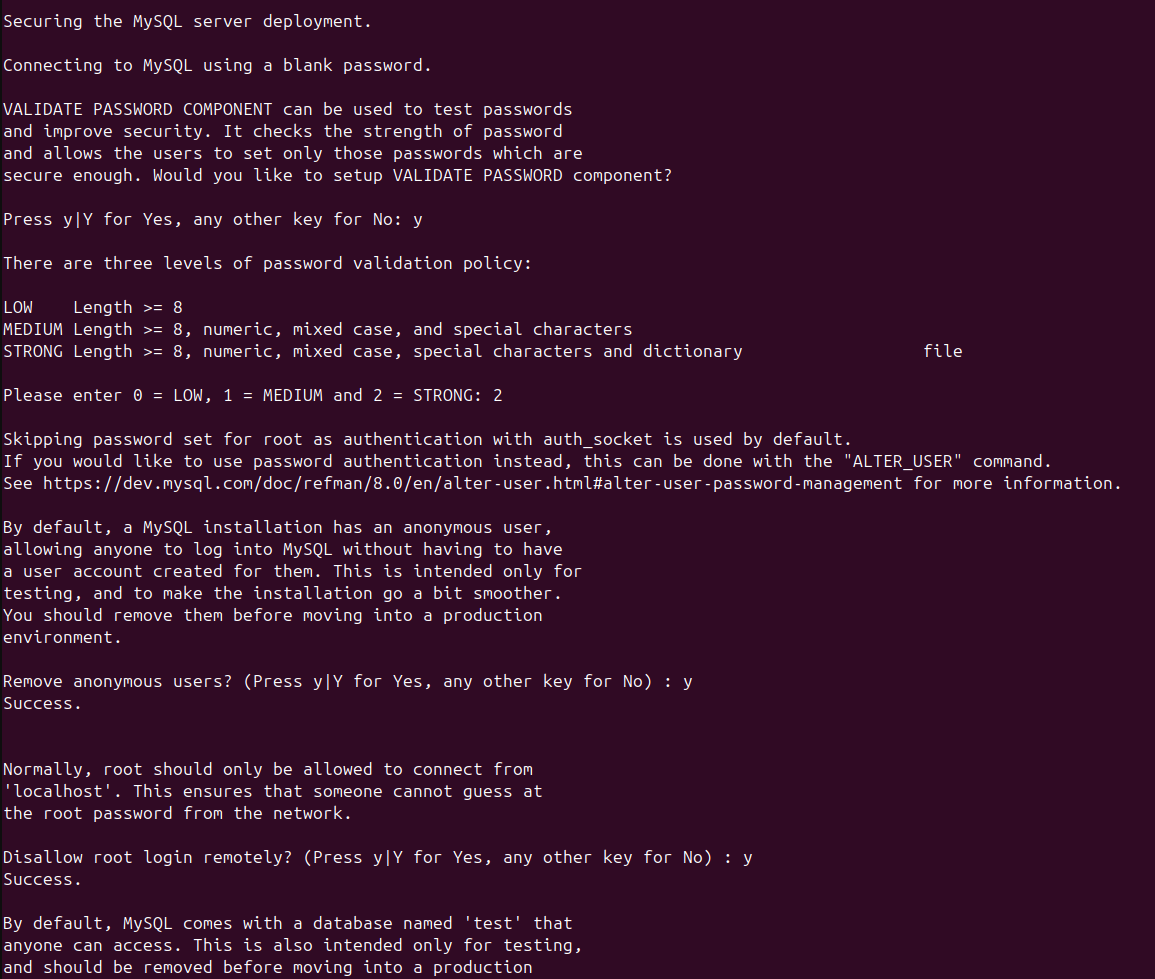 Securing the MySQL server deployment.
Connecting to MySQL using a blank password.
VALIDATE PASSWORD COMPONENT can be used to test passwords
and improve security. It checks the strength of password
and allows the users to set only those passwords which are
secure enough. Would you like to setup VALIDATE PASSWORD component?
Press y|Y for Yes, any other key for No: y
There are three levels of password validation policy:
LOW    Length >= 8
MEDIUM Length >= 8, numeric, mixed case, and special characters
STRONG Length >= 8, numeric, mixed case, special characters and dictionary                  file
Please enter 0 = LOW, 1 = MEDIUM and 2 = STRONG: 2
Skipping password set for root as authentication with auth_socket is used by default.
If you would like to use password authentication instead, this can be done with the "ALTER_USER" command.
See https://dev.mysql.com/doc/refman/8.0/en/alter-user.html#alter-user-password-management for more information.
By default, a MySQL installation has an anonymous user,
allowing anyone to log into MySQL without having to have
a user account created for them. This is intended only for
testing, and to make the installation go a bit smoother.
You should remove them before moving into a production
environment.
Remove anonymous users? (Press y|Y for Yes, any other key for No) : y
Success.
Normally, root should only be allowed to connect from
'localhost'. This ensures that someone cannot guess at
the root password from the network.
Disallow root login remotely? (Press y|Y for Yes, any other key for No) : y
Success.
By default, MySQL comes with a database named 'test' that
anyone can access. This is also intended only for testing,
and should be removed before moving into a production